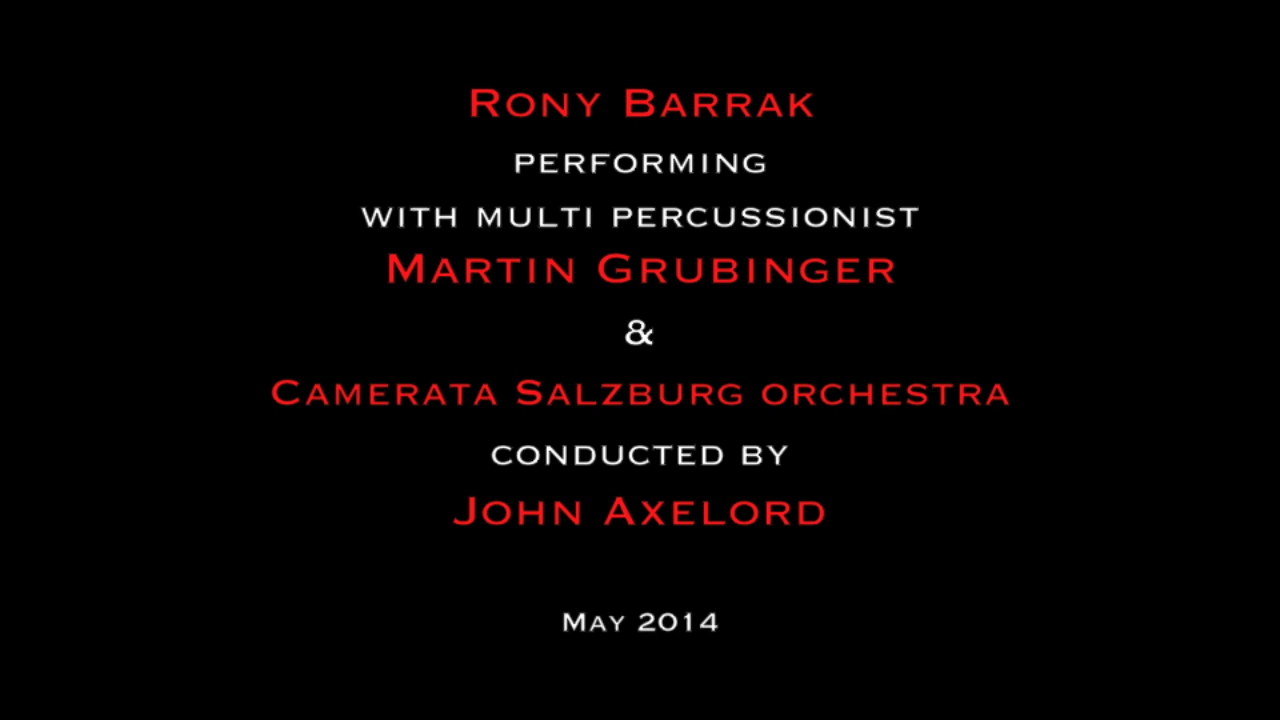 Rony Barrak
performing
with multi percussionist
Martin Grubinger
&
Camerata Salzburg orchestra
conducted by
John Axelord
May 2014